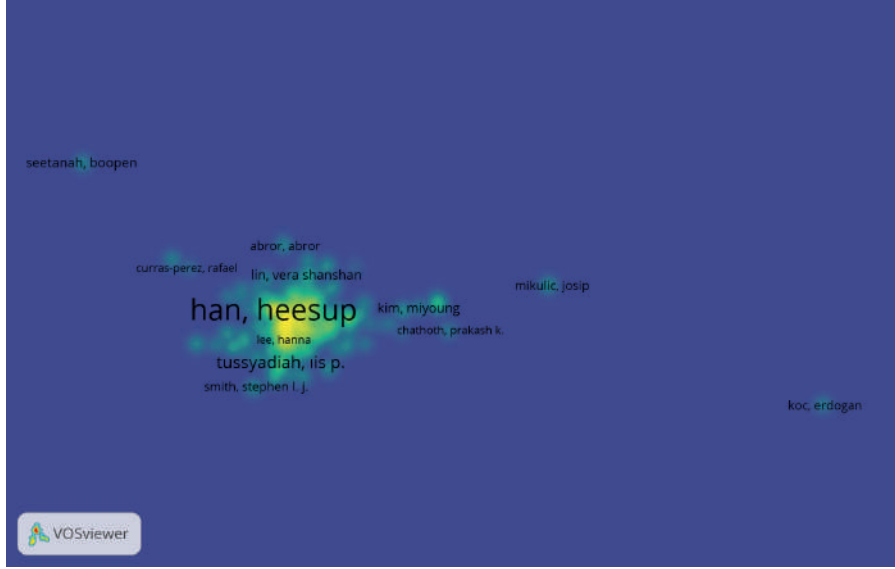 seetanah, boopen
abror, abror
curras-perez, rafael
lin, vera shanshan
mikulic, josip
han, heesup
kim, miyoung
chathoth, prakash k.
lee, hanna
tussyadiah, iis p.
smith, stephen l. j.
koc, erdogan
VOSviewer